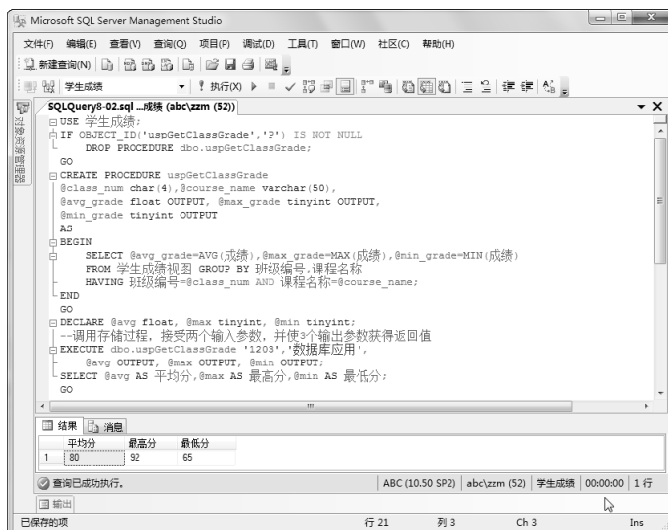 Microsoft SQL Server Management Studio
文件(F) 编辑(E) 查看(V) 查询(Q) 项目(P) 调试(D) 工具(T) 窗口(W) 社区(C) 帮助(H)
新建查询(N)
学生成绩 执行(X)
对象资源管理器
SQLQuery8-02.sql ...成绩 (abc\zzm (52))
USE 学生成绩;
IF OBJECT_ID('uspGetClassGrade','?') IS NOT NULL
DROP PROCEDURE dbo.uspGetClassGrade;
GO
CREATE PROCEDURE uspGetClassGrade
@class_num char(4),@course_name varchar(50),
@avg_grade float OUTPUT, @max_grade tinyint OUTPUT,
@min_grade tinyint OUTPUT
AS
BEGIN
SELECT @avg_grade=AVG(成绩),@max_grade=MAX(成绩),@min_grade=MIN(成绩)
FROM 学生成绩视图 GROUP BY 班级编号,课程名称
HAVING 班级编号=@class_num AND 课程名称=@course_name;
END
GO
DECLARE @avg float, @max tinyint, @min tinyint;
--调用存储过程，接受两个输入参数，并使3个输出参数获得返回值
EXECUTE dbo.uspGetClassGrade '1203','数据库应用',
@avg OUTPUT, @max OUTPUT, @min OUTPUT;
SELECT @avg AS 平均分,@max AS 最高分,@min AS 最低分;
GO
结果 消息
平均分 最高分 最低分
1 80 92 65
查询已成功执行。 ABC (10.50 SP2) abc\zzm (52) 学生成绩 00:00:00 1 行
输出
已保存的项 行 21 列 3 Ch 3 Ins